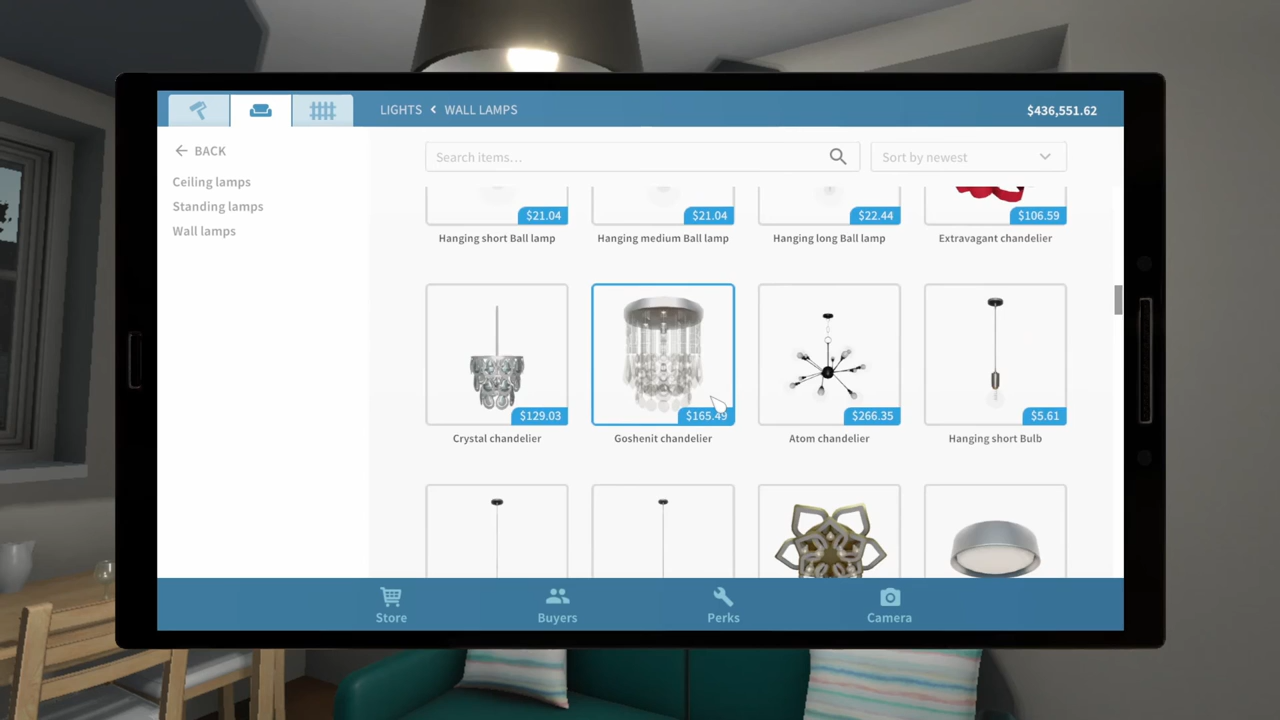 LIGHTS < WALL LAMPS
$436,551.62
BACK
Ceiling lamps
Standing lamps
Wall lamps
Search items...
Sort by newest
$21.04
$21.04
$22.44
$106.59
Hanging short Ball lamp
Hanging medium Ball lamp
Hanging long Ball lamp
Extravagant chandelier
$129.03
$165.49
$266.35
$5.61
Crystal chandelier
Goshenit chandelier
Atom chandelier
Hanging short Bulb
Store
Buyers
Perks
Camera